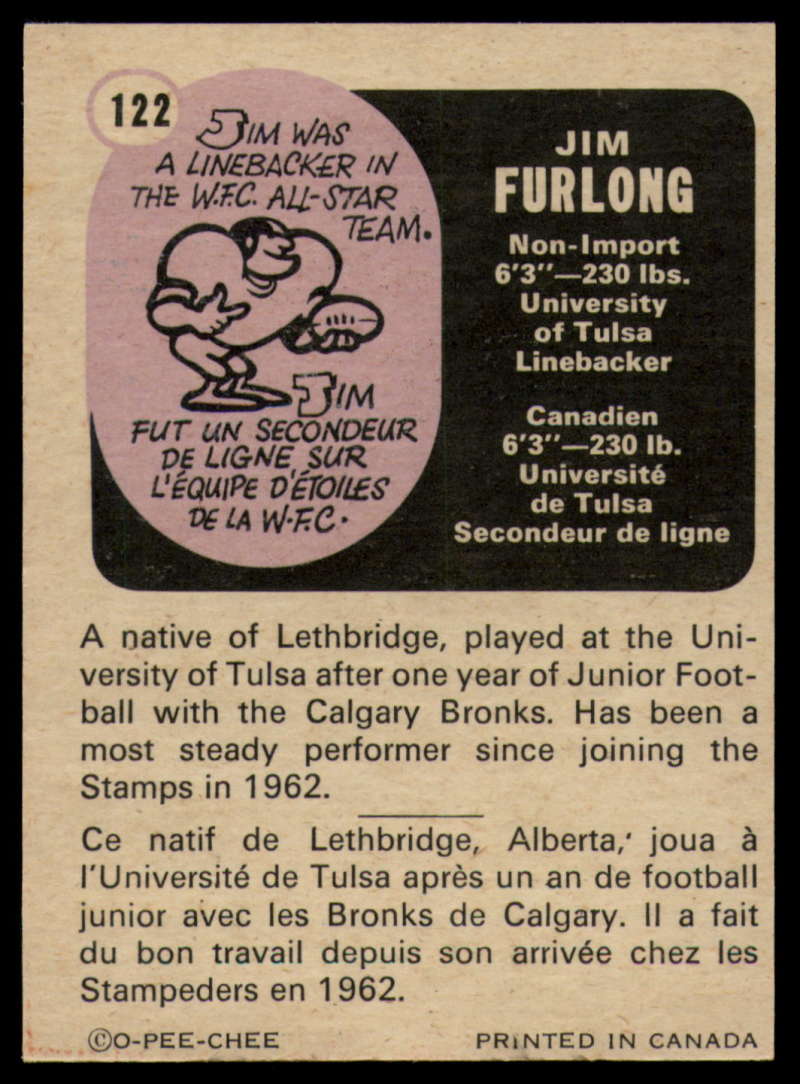 122
JIM WAS
A LINEBACKER IN
THE W.F.C. ALL-STAR
TEAM.
JIM
FUT UN SECONDEUR
DE LIGNE SUR
L'ÉQUIPE D'ÉTOILES
DE LA W.F.C.
JIM
FURLONG
Non-Import
6'3"—230 lbs.
University
of Tulsa
Linebacker
Canadien
6'3"—230 lb.
Université
de Tulsa
Secondeur de ligne
A native of Lethbridge, played at the Uni-
versity of Tulsa after one year of Junior Foot-
ball with the Calgary Bronks. Has been a
most steady performer since joining the
Stamps in 1962.
Ce natif de Lethbridge, Alberta, joua à
l'Université de Tulsa après un an de football
junior avec les Bronks de Calgary. Il a fait
du bon travail depuis son arrivée chez les
Stampeders en 1962.
©O-PEE-CHEE
PRINTED IN CANADA